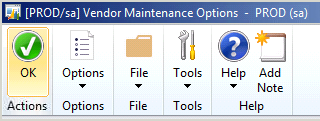 [PROD/sa] Vendor Maintenance Options - PROD (sa)
OK
Options
File
Tools
Help
Add
Note
Actions
Options
File
Tools
Help